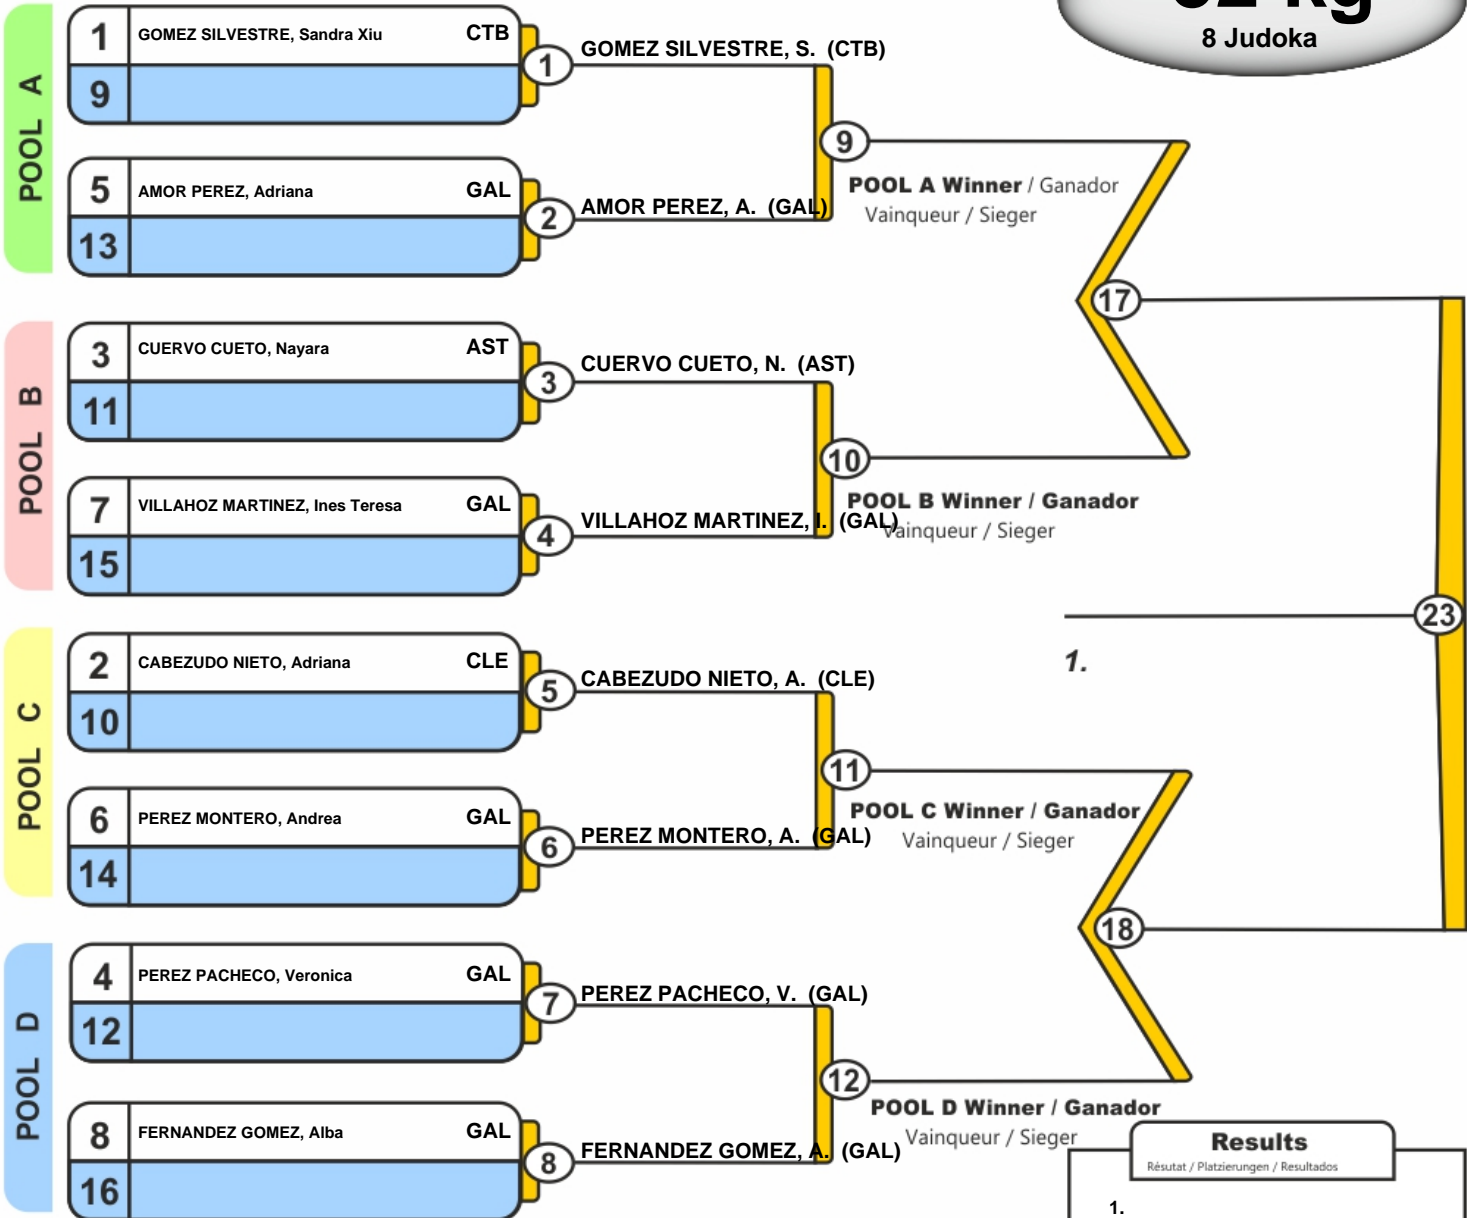 52 kg
8 Judoka
POOL A
1 GOMEZ SILVESTRE, Sandra Xiu CTB
9
1
GOMEZ SILVESTRE, S. (CTB)
5 AMOR PEREZ, Adriana GAL
13
2
AMOR PEREZ, A. (GAL)
9
POOL A Winner / Ganador
Vainqueur / Sieger
17
POOL B
3 CUERVO CUETO, Nayara AST
11
3
CUERVO CUETO, N. (AST)
7 VILLAHOZ MARTINEZ, Ines Teresa GAL
15
4
VILLAHOZ MARTINEZ, I. (GAL)
10
POOL B Winner / Ganador
Vainqueur / Sieger
23
1.
POOL C
2 CABEZUDO NIETO, Adriana CLE
10
5
CABEZUDO NIETO, A. (CLE)
6 PEREZ MONTERO, Andrea GAL
14
6
PEREZ MONTERO, A. (GAL)
11
POOL C Winner / Ganador
Vainqueur / Sieger
18
POOL D
4 PEREZ PACHECO, Veronica GAL
12
7
PEREZ PACHECO, V. (GAL)
8 FERNANDEZ GOMEZ, Alba GAL
16
8
FERNANDEZ GOMEZ, A. (GAL)
12
POOL D Winner / Ganador
Vainqueur / Sieger
Results
Résutat / Platzierungen / Resultados
1.